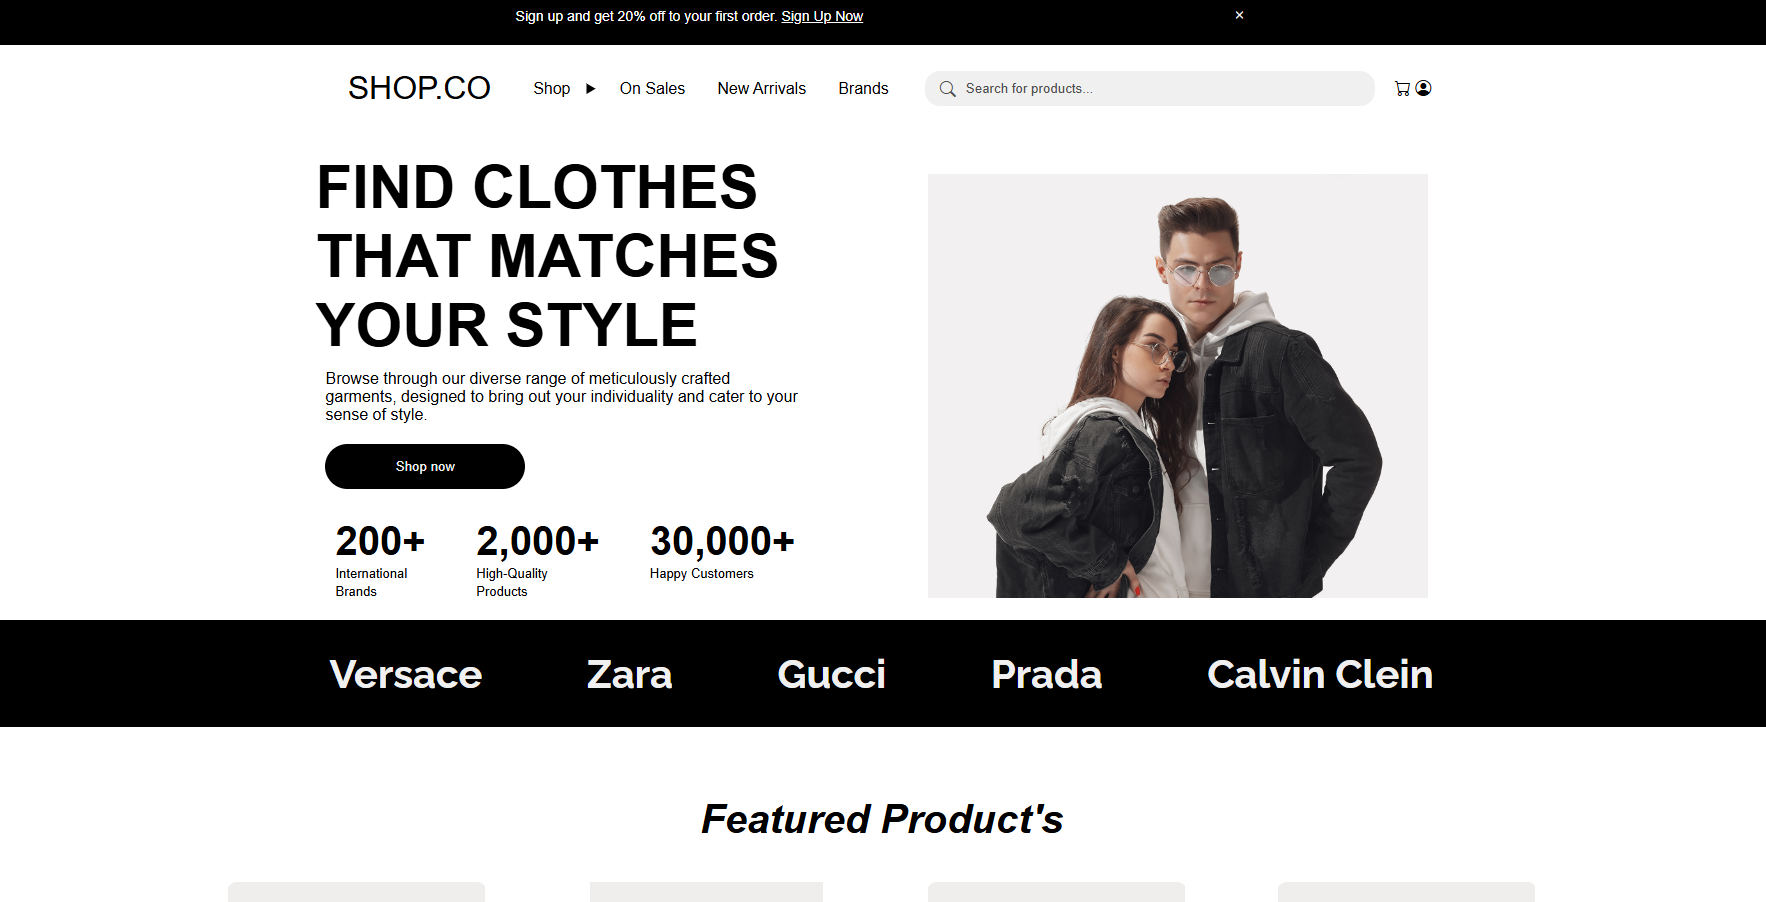 Sign up and get 20% off to your first order. Sign Up Now ×
SHOP.CO Shop On Sales New Arrivals Brands Search for products...
FIND CLOTHES
THAT MATCHES
YOUR STYLE
Browse through our diverse range of meticulously crafted
garments, designed to bring out your individuality and cater to your
sense of style.
Shop now
200+
International
Brands
2,000+
High-Quality
Products
30,000+
Happy Customers
Versace Zara Gucci Prada Calvin Clein
Featured Product's